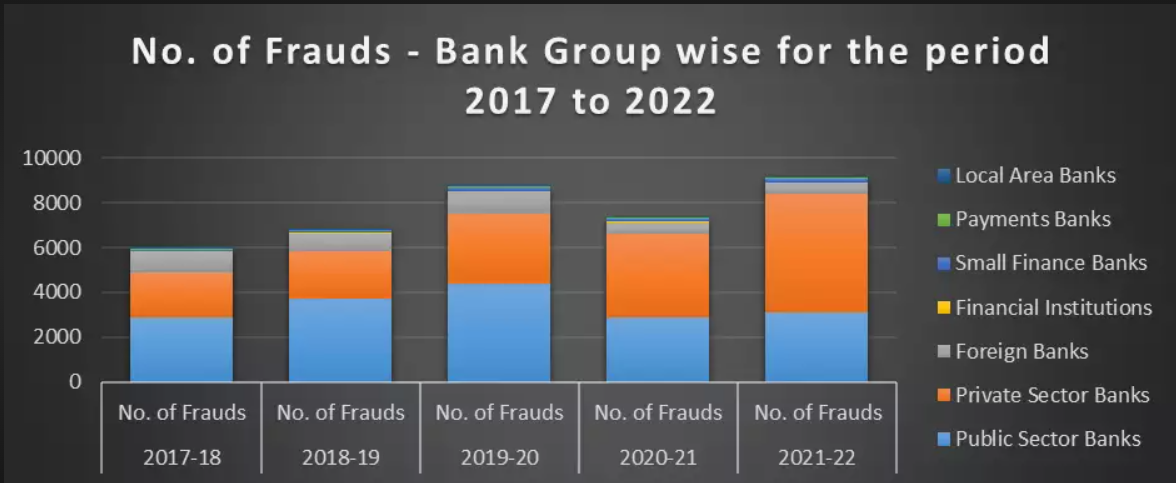 No. of Frauds - Bank Group wise for the period
2017 to 2022
10000
8000
6000
4000
2000
0
No. of Frauds No. of Frauds No. of Frauds No. of Frauds No. of Frauds
2017-18 2018-19 2019-20 2020-21 2021-22
Local Area Banks
Payments Banks
Small Finance Banks
Financial Institutions
Foreign Banks
Private Sector Banks
Public Sector Banks